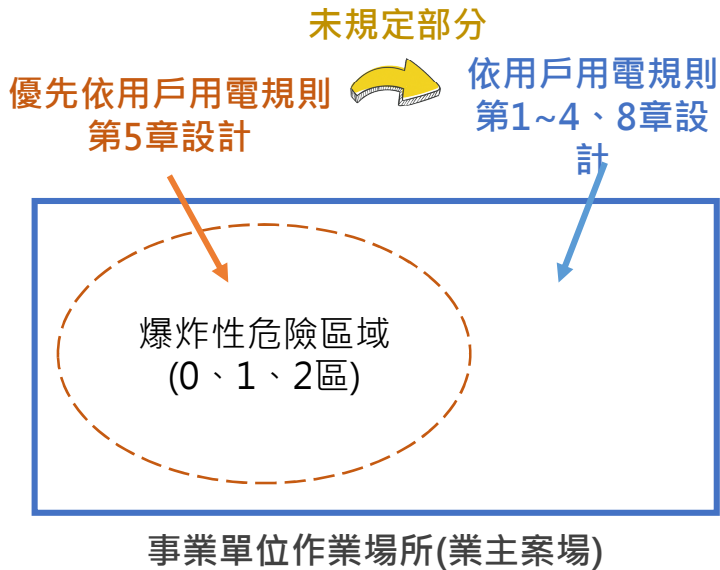 未規定部分
優先依用戶用電規則
第5章設計
依用戶用電規則
第1~4、8章設
計
爆炸性危險區域
(0、1、2區)
事業單位作業場所(業主案場)